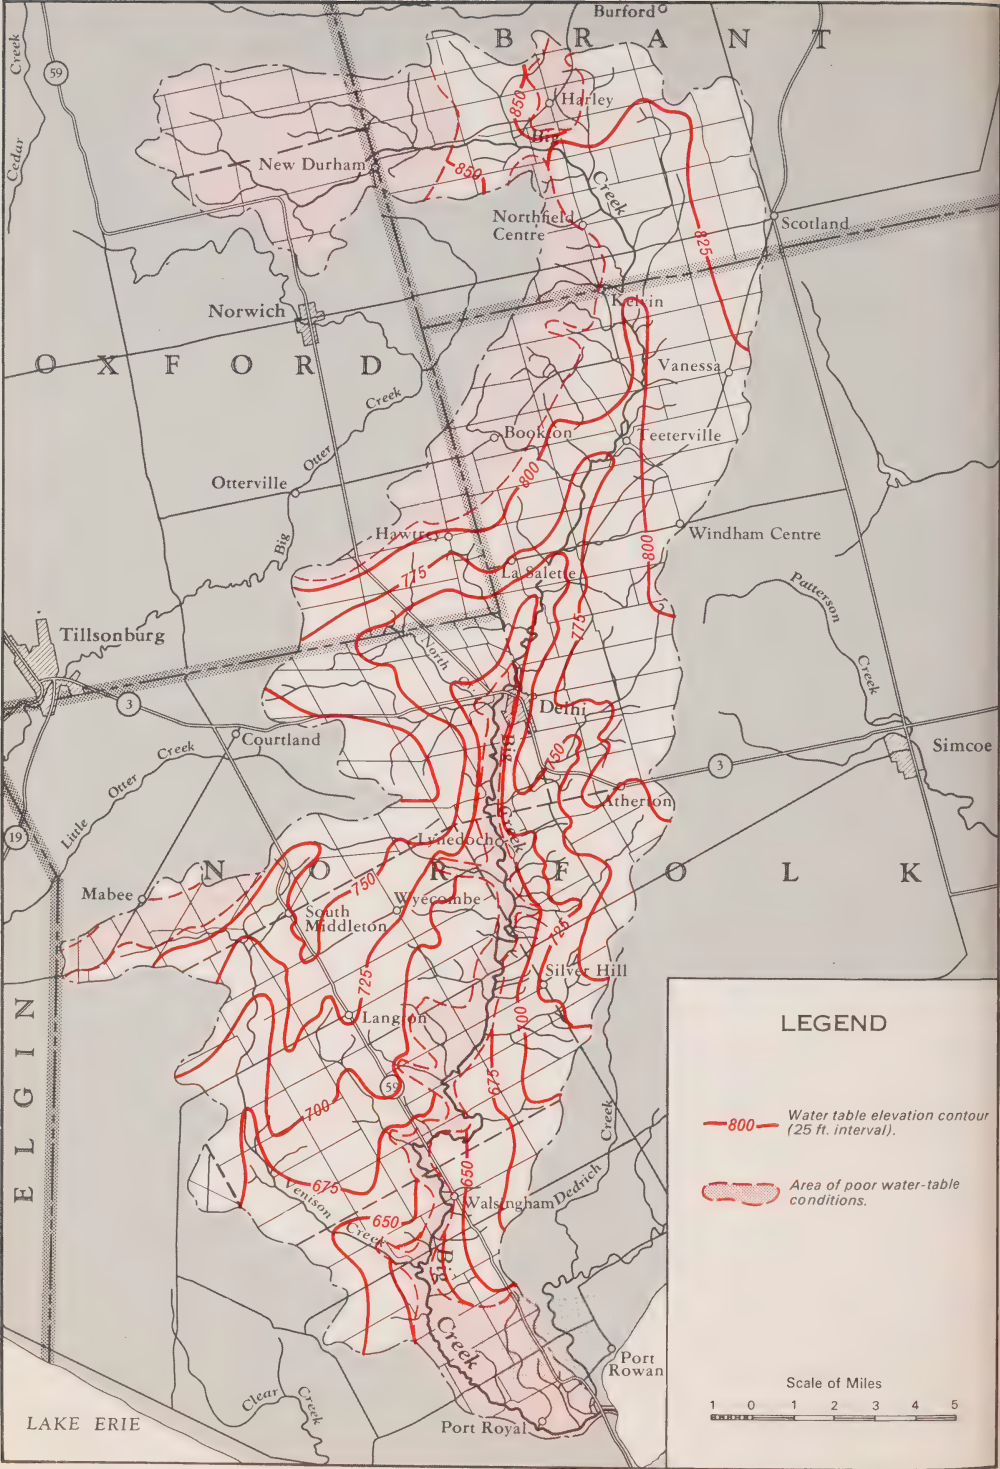 Burford
B R A N T
Creek
Cedar
59
850
Harley
Big
Creek
New Durham
850
Northfield
Centre
Scotland
825
Norwich
Kelvin
O X F O R D
Vanessa
Creek
Otter
Big
Bookton
Teeterville
800
Otterville
Hawtrey
Windham Centre
800
La Salette
775
775
Patterson
Creek
Tillsonburg
North
3
Delhi
Big
Creek
Courtland
Creek
Otter
Little
750
3
Simcoe
Atherton
19
Lynedoch
N O R F O L K
Mabee
750
Wyecombe
South
Middleton
725
725
Silver Hill
Langton
700
ELGIN
59
675
700
Creek
Dedrich
675
650
Walsingham
Venison
Creek
650
Big
Creek
Port
Rowan
Clear
Creek
Port Royal
LAKE ERIE
LEGEND
800 Water table elevation contour
(25 ft. interval).
Area of poor water-table
conditions.
Scale of Miles
1 0 1 2 3 4 5